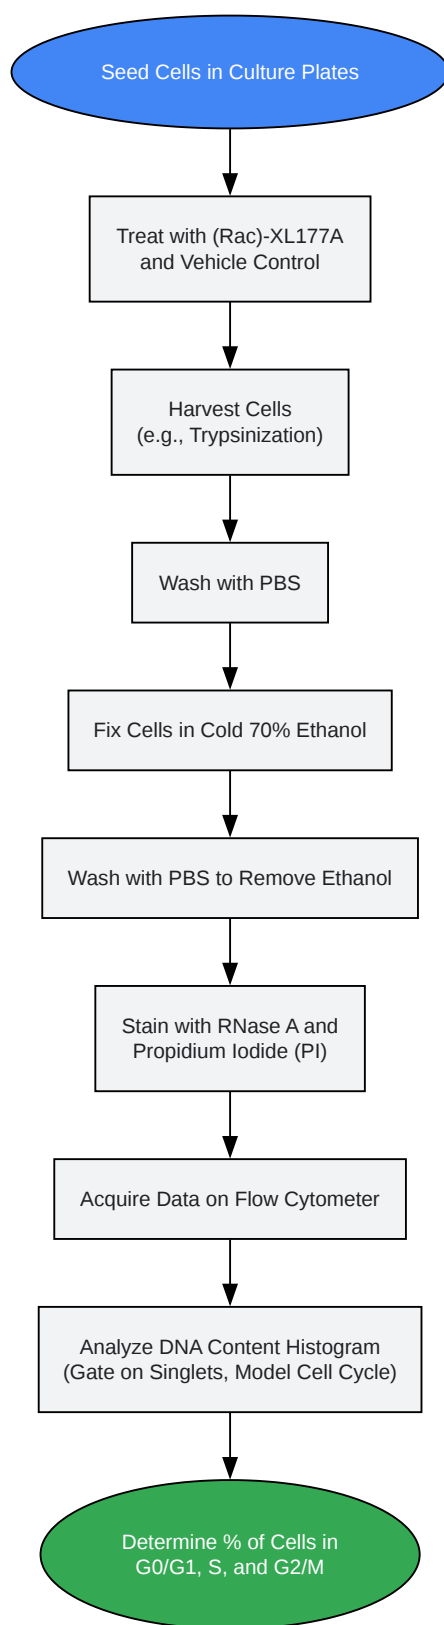 Seed Cells in Culture Plates
Treat with (Rac)-XL177A
and Vehicle Control
Harvest Cells
(e.g., Trypsinization)
Wash with PBS
Fix Cells in Cold 70% Ethanol
Wash with PBS to Remove Ethanol
Stain with RNase A and
Propidium Iodide (PI)
Acquire Data on Flow Cytometer
Analyze DNA Content Histogram
(Gate on Singlets, Model Cell Cycle)
Determine % of Cells in
G0/G1, S, and G2/M